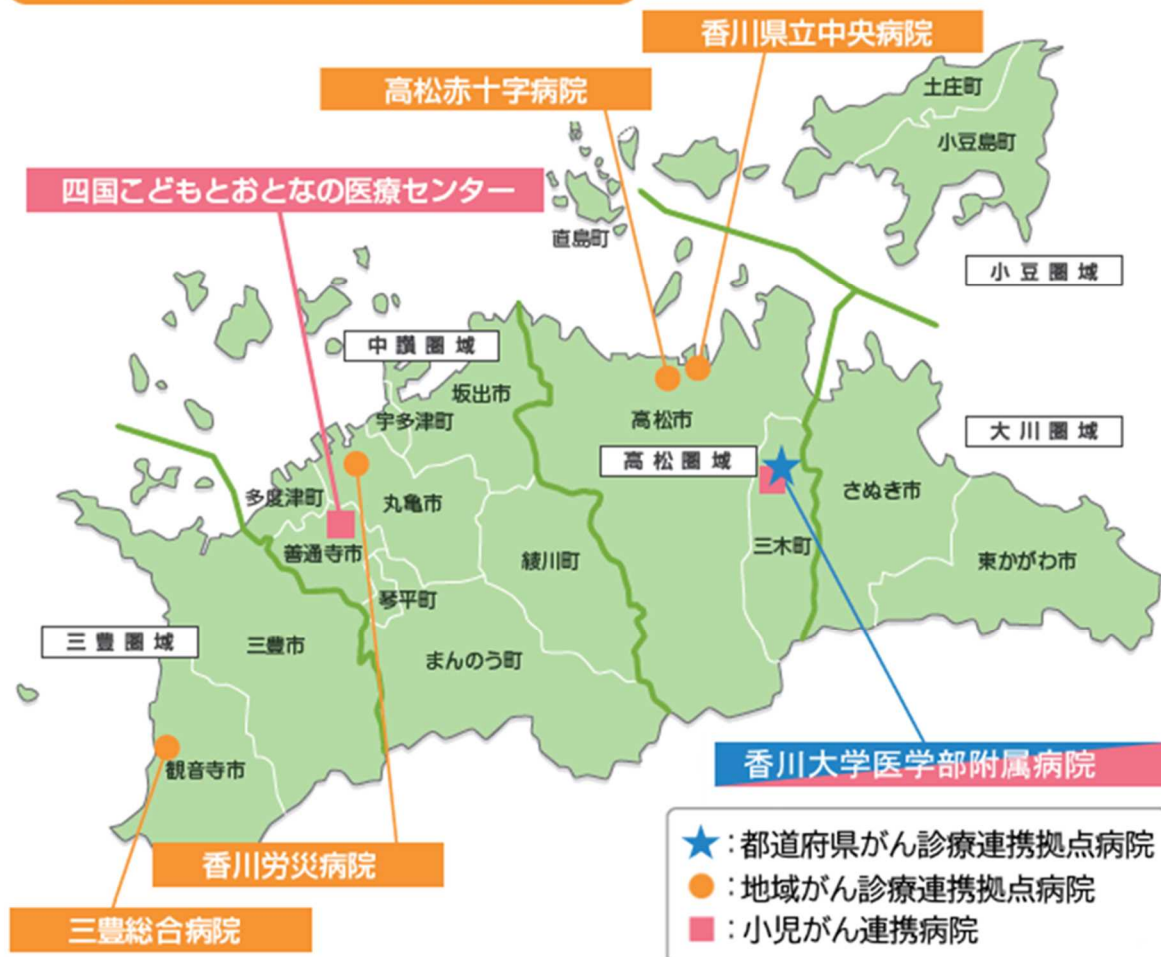 香川県立中央病院
高松赤十字病院
土庄町
小豆島町
四国こどもとおとなの医療センター
直島町
小豆圏域
中讃圏域
坂出市
宇多津町
高松市
大川圏域
高松圏域
多度津町
丸亀市
さぬき市
善通寺市
綾川町
三木町
東かがわ市
琴平町
三豊圏域
三豊市
まんのう町
観音寺市
香川大学医学部附属病院
香川労災病院
三豊総合病院
★:都道府県がん診療連携拠点病院
●:地域がん診療連携拠点病院
■:小児がん連携病院